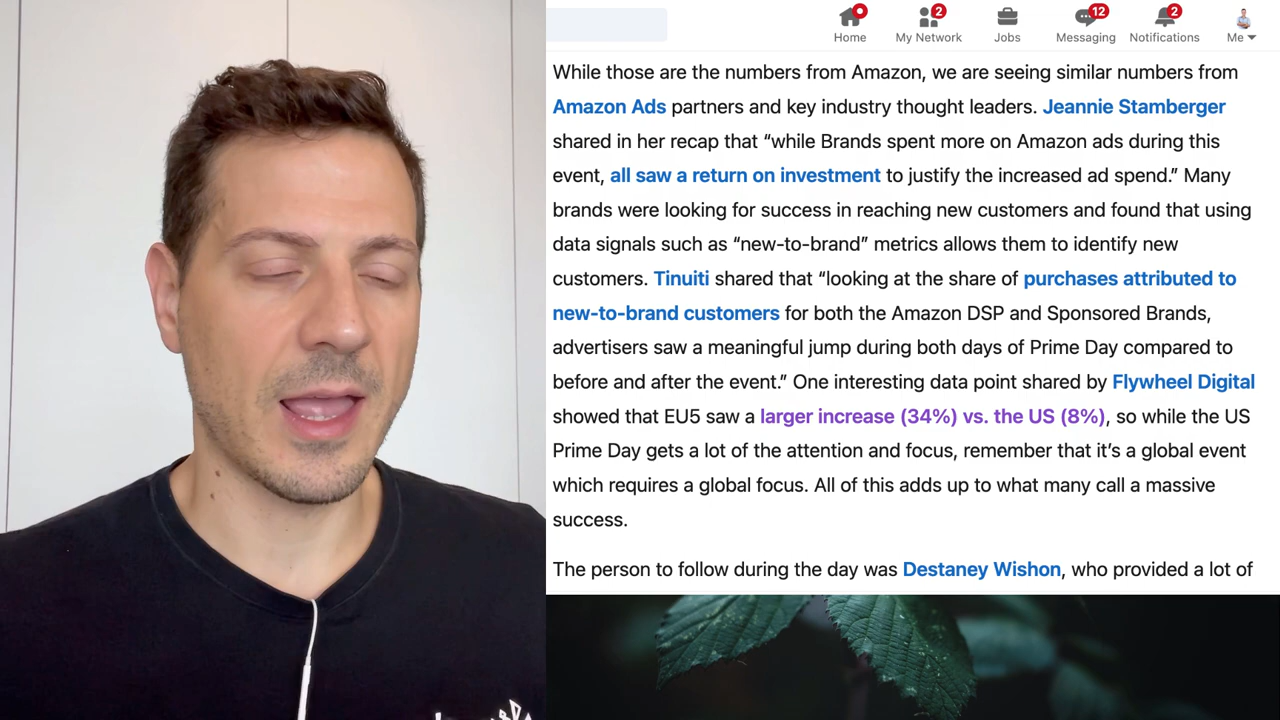 2
12
2
Home
My Network
Jobs
Messaging
Notifications
Me
While those are the numbers from Amazon, we are seeing similar numbers from
Amazon Ads partners and key industry thought leaders. Jeannie Stamberger
shared in her recap that “while Brands spent more on Amazon ads during this
event, all saw a return on investment to justify the increased ad spend.” Many
brands were looking for success in reaching new customers and found that using
data signals such as “new-to-brand” metrics allows them to identify new
customers. Tinuiti shared that “looking at the share of purchases attributed to
new-to-brand customers for both the Amazon DSP and Sponsored Brands,
advertisers saw a meaningful jump during both days of Prime Day compared to
before and after the event.” One interesting data point shared by Flywheel Digital
showed that EU5 saw a larger increase (34%) vs. the US (8%), so while the US
Prime Day gets a lot of the attention and focus, remember that it’s a global event
which requires a global focus. All of this adds up to what many call a massive
success.
The person to follow during the day was Destaney Wishon, who provided a lot of